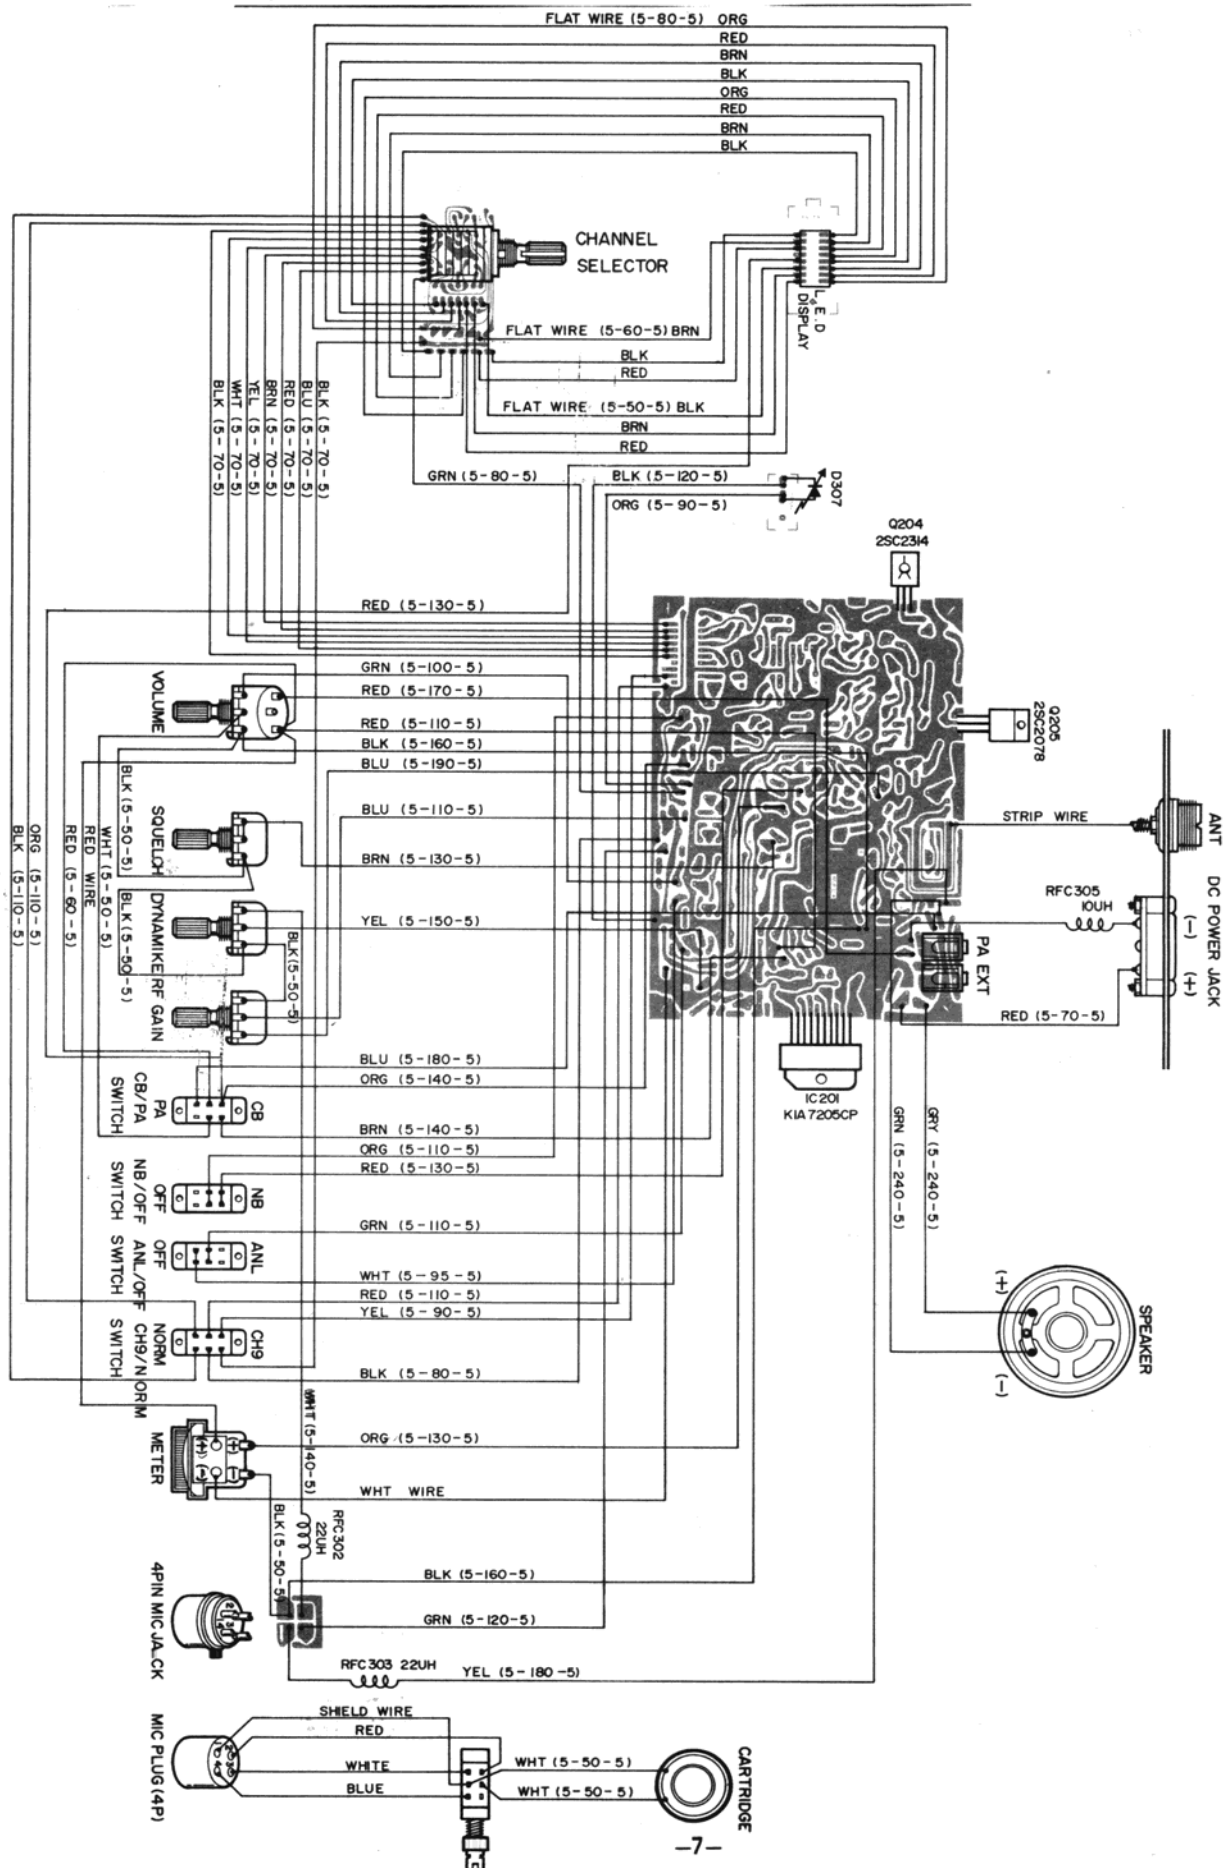 FLAT WIRE (5-80-5) ORG
RED
BRN
BLK
ORG
RED
BRN
BLK
CHANNEL
SELECTOR
L.E.D
DISPLAY
FLAT WIRE (5-60-5) BRN
BLK
RED
FLAT WIRE (5-50-5) BLK
BRN
RED
BLK (5-70-5)
WHT (5-70-5)
YEL (5-70-5)
BRN (5-70-5)
RED (5-70-5)
BLU (5-70-5)
BLK (5-70-5)
GRN (5-80-5)
BLK (5-120-5)
ORG (5-90-5)
D307
Q204
2SC2314
RED (5-130-5)
GRN (5-100-5)
RED (5-170-5)
RED (5-110-5)
BLK (5-160-5)
BLU (5-190-5)
BLU (5-110-5)
BRN (5-130-5)
YEL (5-150-5)
VOLUME
SQUELCH
DYNAMIKE
RF GAIN
BLK (5-110-5)
ORG (5-110-5)
RED (5-60-5)
RED WIRE
WHT (5-50-5)
BLK (5-50-5)
BLK (5-50-5)
BLK (5-50-5)
Q205
2SC2078
STRIP WIRE
ANT
RFC305
10UH
DC POWER JACK
(-)
(+)
PA EXT
RED (5-70-5)
IC201
KIA7205CP
BLU (5-180-5)
ORG (5-140-5)
CB
PA
CB/PA
SWITCH
BRN (5-140-5)
ORG (5-110-5)
RED (5-130-5)
NB
OFF
NB/OFF
SWITCH
GRN (5-110-5)
ANL
OFF
ANL/OFF
SWITCH
WHT (5-95-5)
RED (5-110-5)
YEL (5-90-5)
CH9
NORM
CH9/NORM
SWITCH
BLK (5-80-5)
GRN (5-240-5)
GRY (5-240-5)
(+)
SPEAKER
(-)
METER
(+)
(-)
+
-
ORG (5-130-5)
WHT WIRE
WHT (5-140-5)
BLK (5-50-5)
RFC302
22UH
BLK (5-160-5)
GRN (5-120-5)
4PIN MIC JACK
2
3
4
RFC303 22UH
YEL (5-180-5)
SHIELD WIRE
RED
WHITE
BLUE
MIC PLUG (4P)
1
2
3
4
WHT (5-50-5)
WHT (5-50-5)
CARTRIDGE
-7-